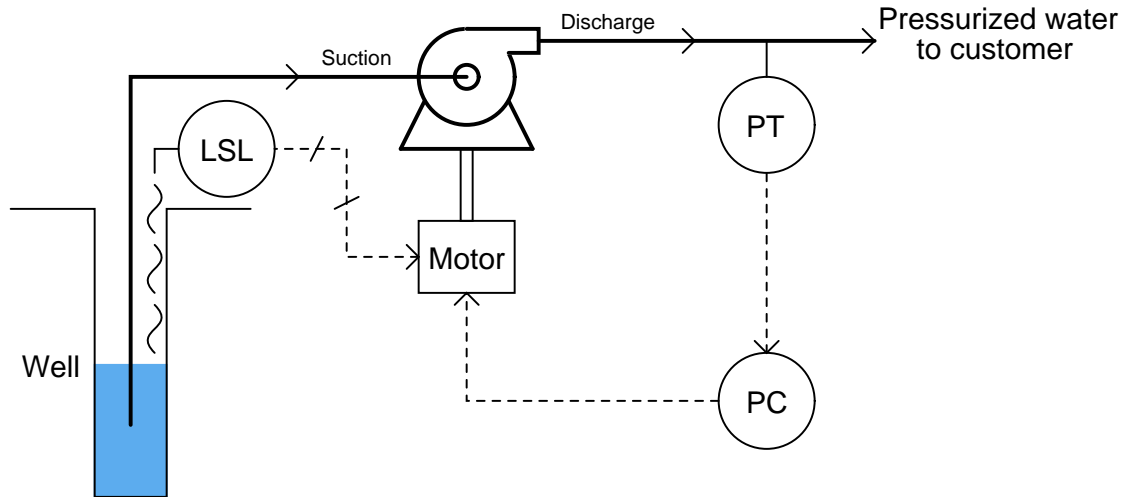 Pressurized water
to customer
Discharge
Suction
PT
LSL
Motor
Well
PC